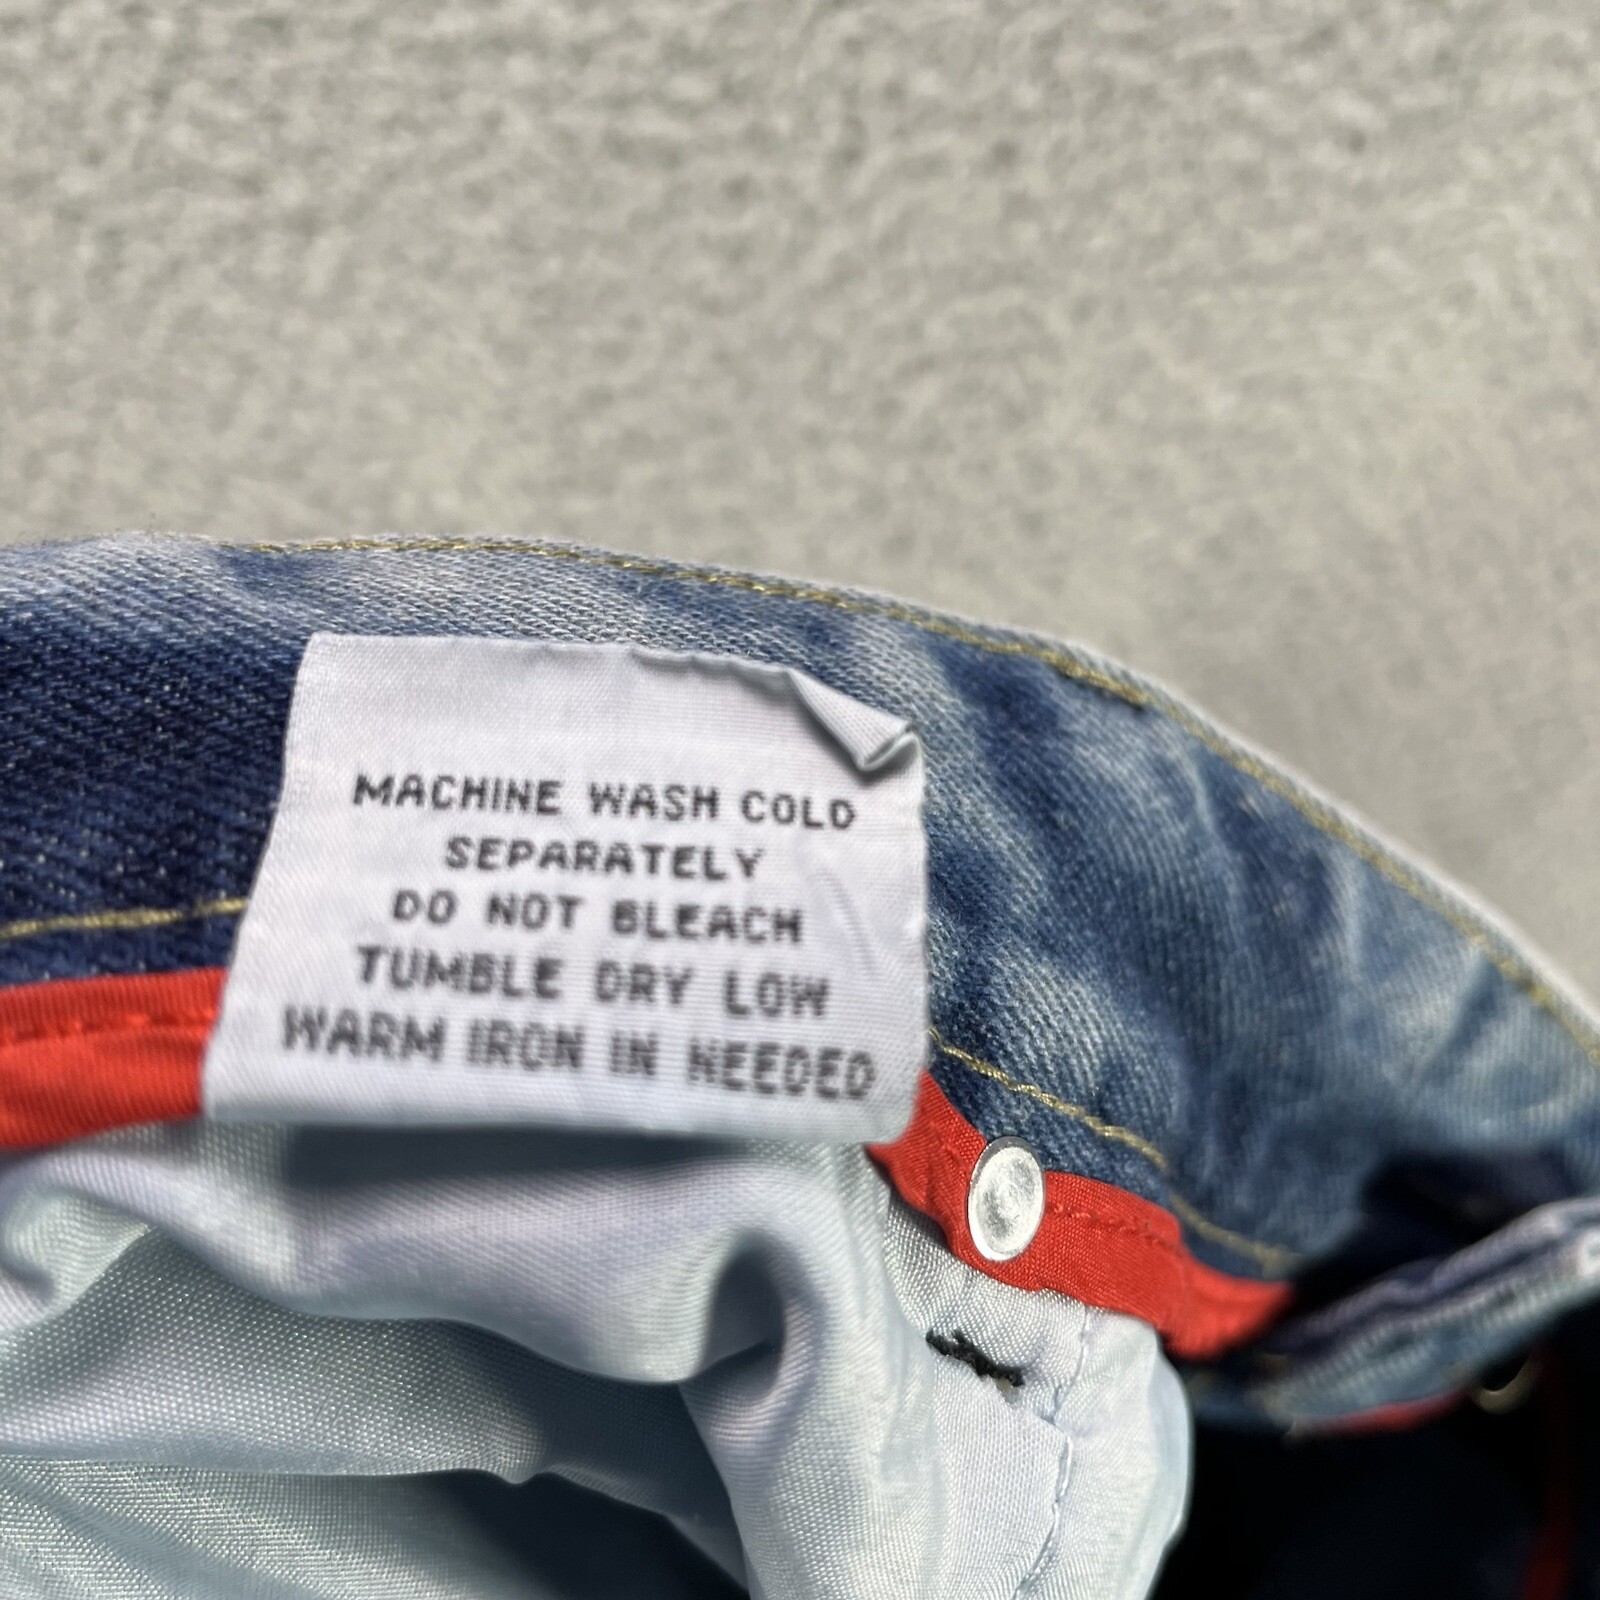 MACHINE WASH COLD
SEPARATELY
DO NOT BLEACH
TUMBLE DRY LOW
WARM IRON IN NEEDED